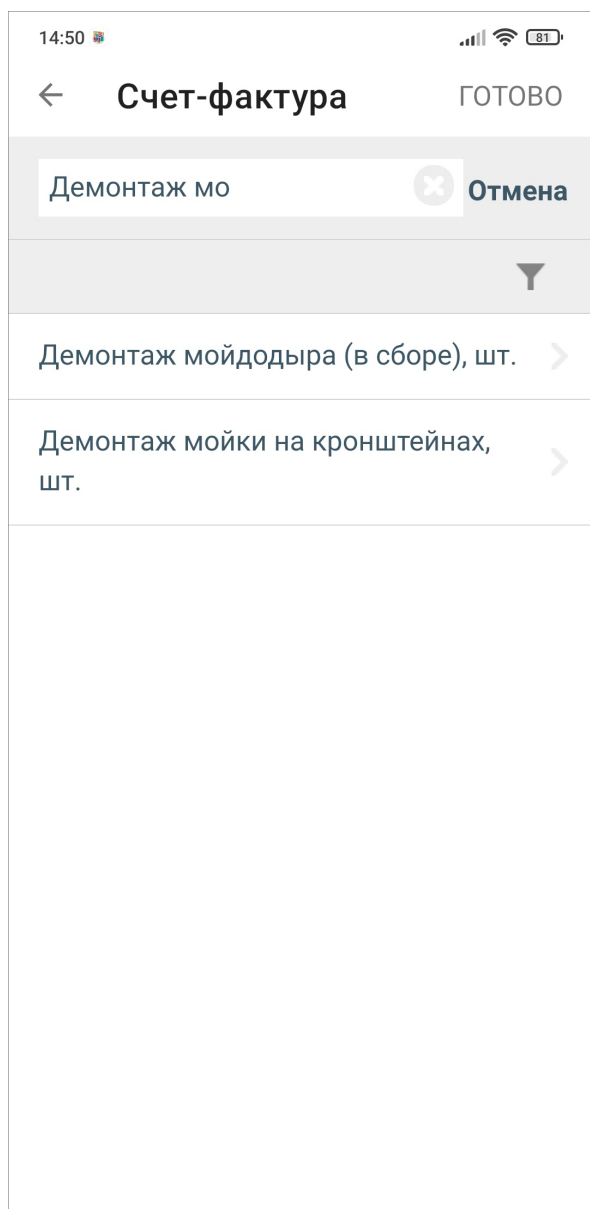 14:50
81
Счет-фактура
ГОТОВО
Демонтаж мо
Отмена
Демонтаж мойдодыра (в сборе), шт.
Демонтаж мойки на кронштейнах,
шт.